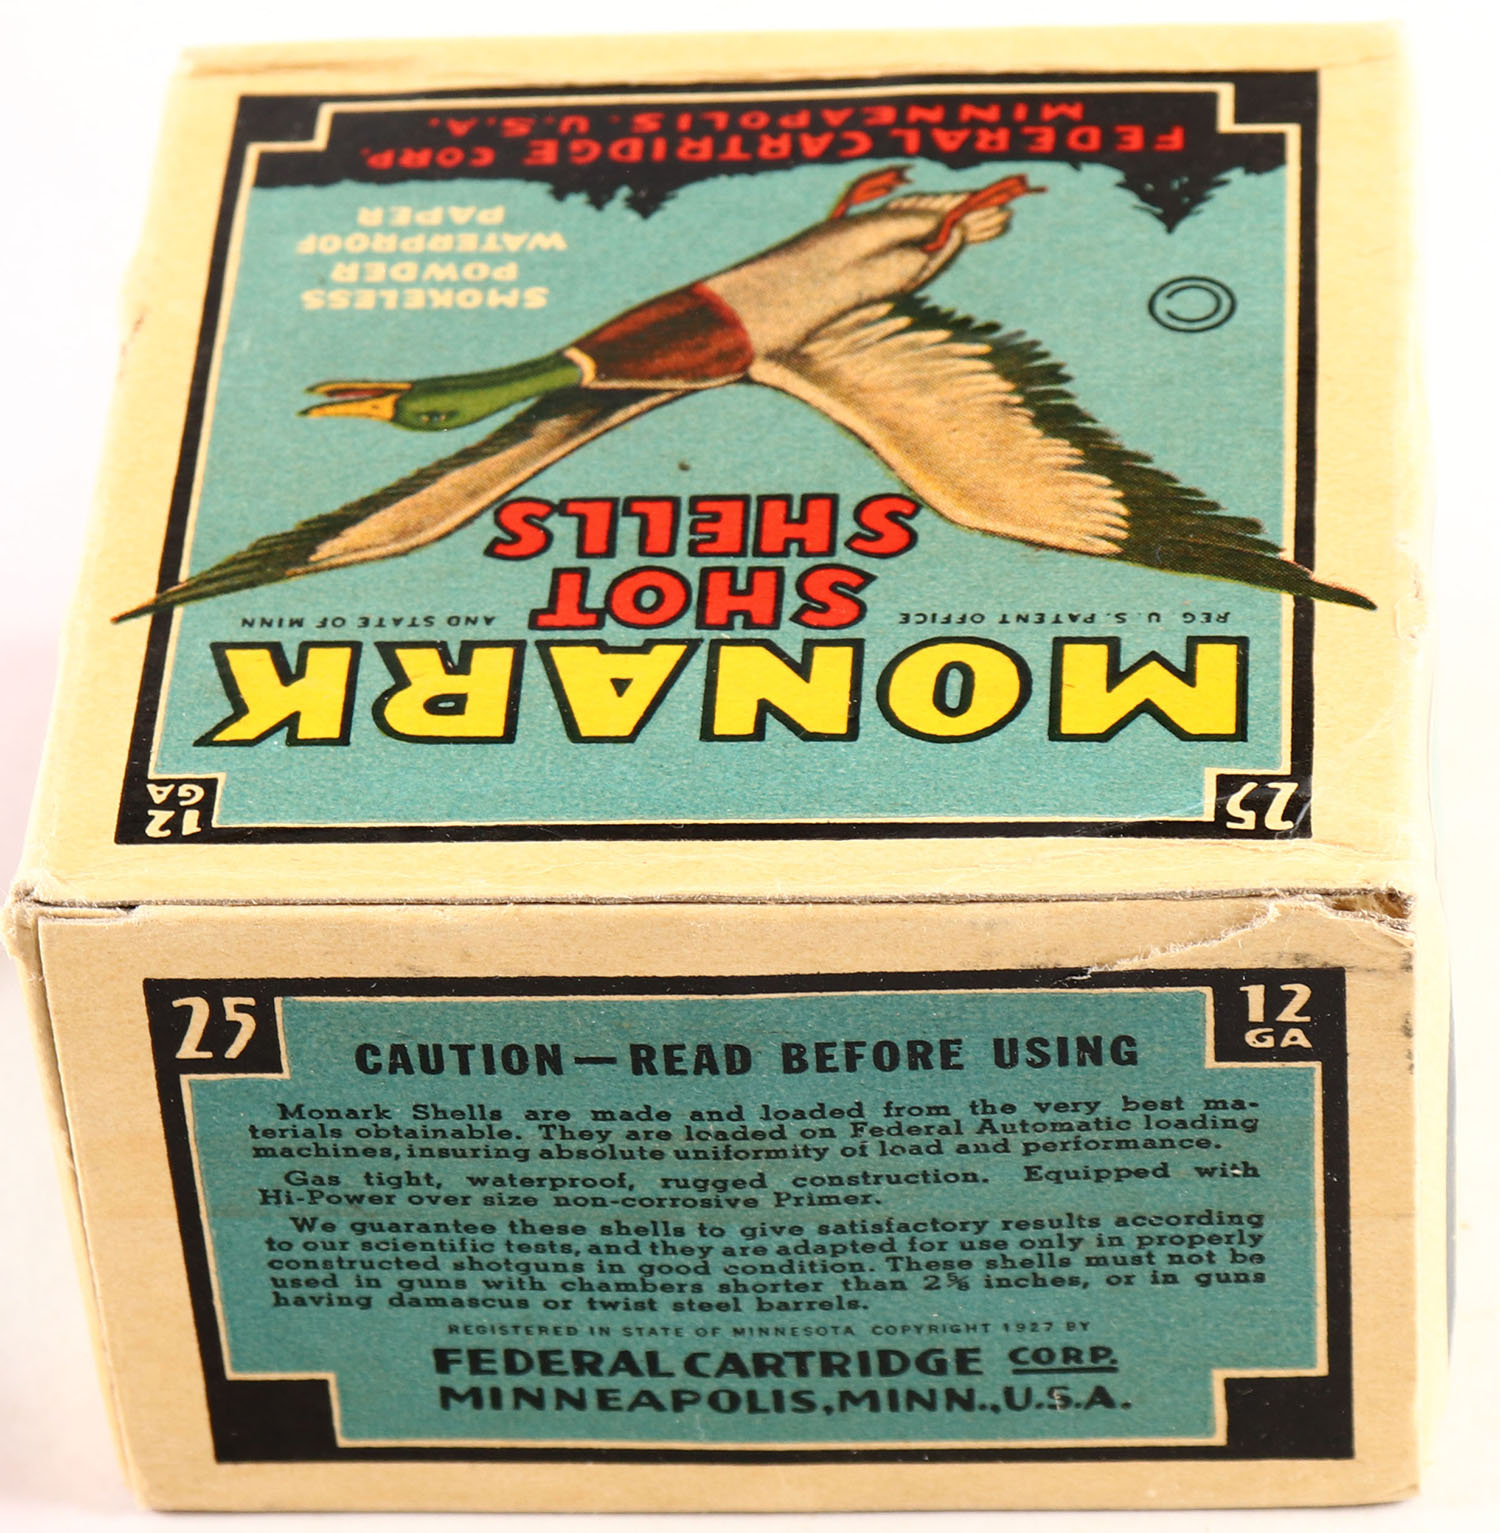 FEDERAL CARTRIDGE CORP.
MINNEAPOLIS. U.S.A.
SMOKELESS
POWDER
WATERPROOF
PAPER
SHOT
SHELLS
REG U.S. PATENT OFFICE
AND STATE OF MINN
MONARK
25
12
GA
25
12
GA
CAUTION—READ BEFORE USING
Monark Shells are made and loaded from the very best ma-
terials obtainable. They are loaded on Federal Automatic loading
machines, insuring absolute uniformity of load and performance.
Gas tight, waterproof, rugged construction. Equipped with
Hi-Power over size non-corrosive Primer.
We guarantee these shells to give satisfactory results according
to our scientific tests, and they are adapted for use only in properly
constructed shotguns in good condition. These shells must not be
used in guns with chambers shorter than 2⅝ inches, or in guns
having damascus or twist steel barrels.
REGISTERED IN STATE OF MINNESOTA COPYRIGHT 1927 BY
FEDERAL CARTRIDGE CORP.
MINNEAPOLIS, MINN., U.S.A.